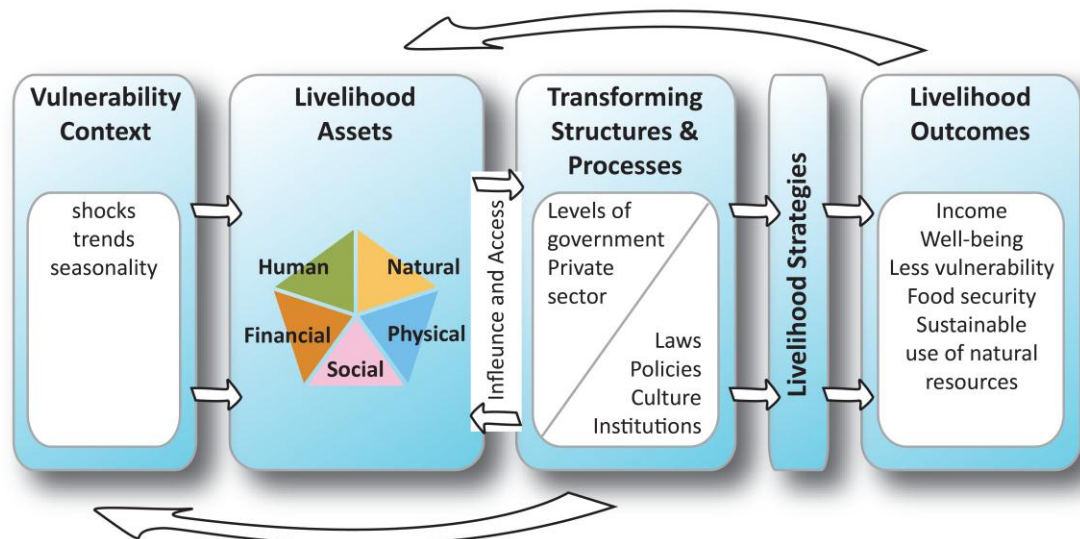 Vulnerability
Context
shocks
trends
seasonality
Livelihood
Assets
Human
Natural
Financial
Physical
Social
Infleunce and Access
Transforming
Structures &
Processes
Levels of
government
Private
sector
Laws
Policies
Culture
Institutions
Livelihood Strategies
Livelihood
Outcomes
Income
Well-being
Less vulnerability
Food security
Sustainable
use of natural
resources